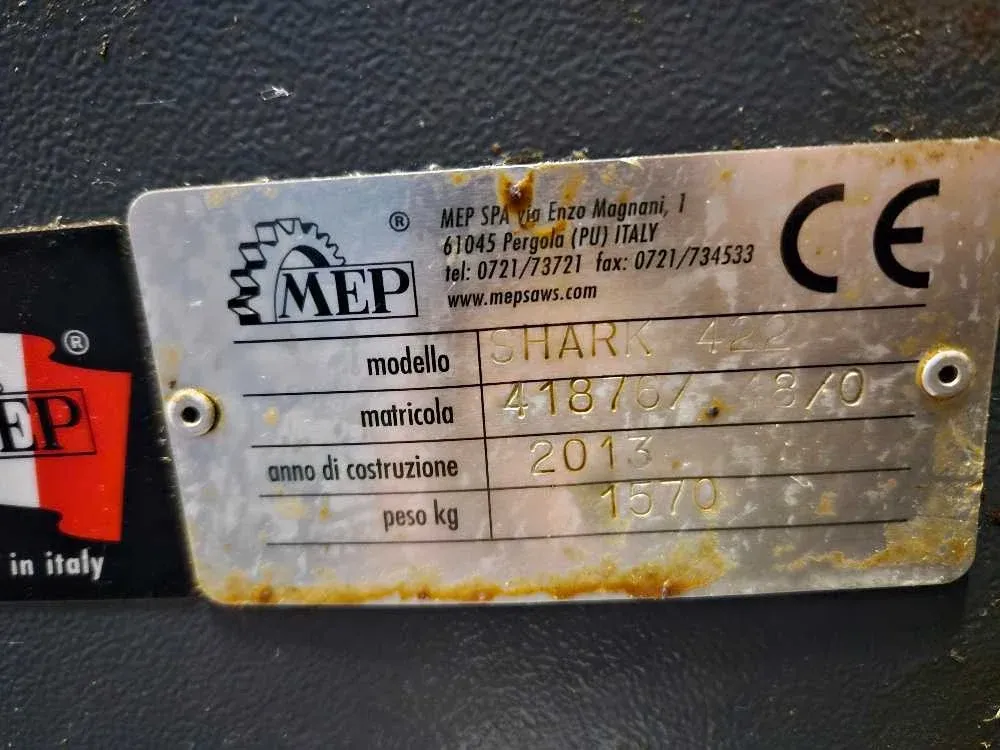 ®
MEP
MEP SPA via Enzo Magnani, 1
61045 Pergola (PU) ITALY
tel: 0721/73721 fax: 0721/734533
www.mepsaws.com
CE
modello SHARK 422
matricola
anno di costruzione 2013
peso kg 1570
®
in italy